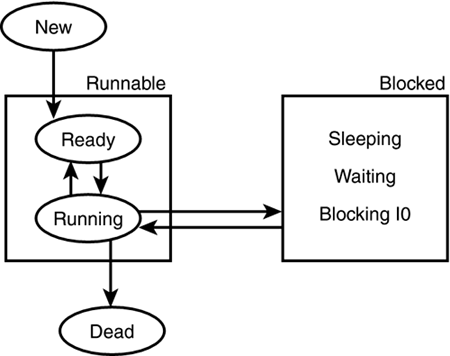 New
Runnable
Blocked
Ready
Sleeping
Waiting
Running
Blocking I0
Dead